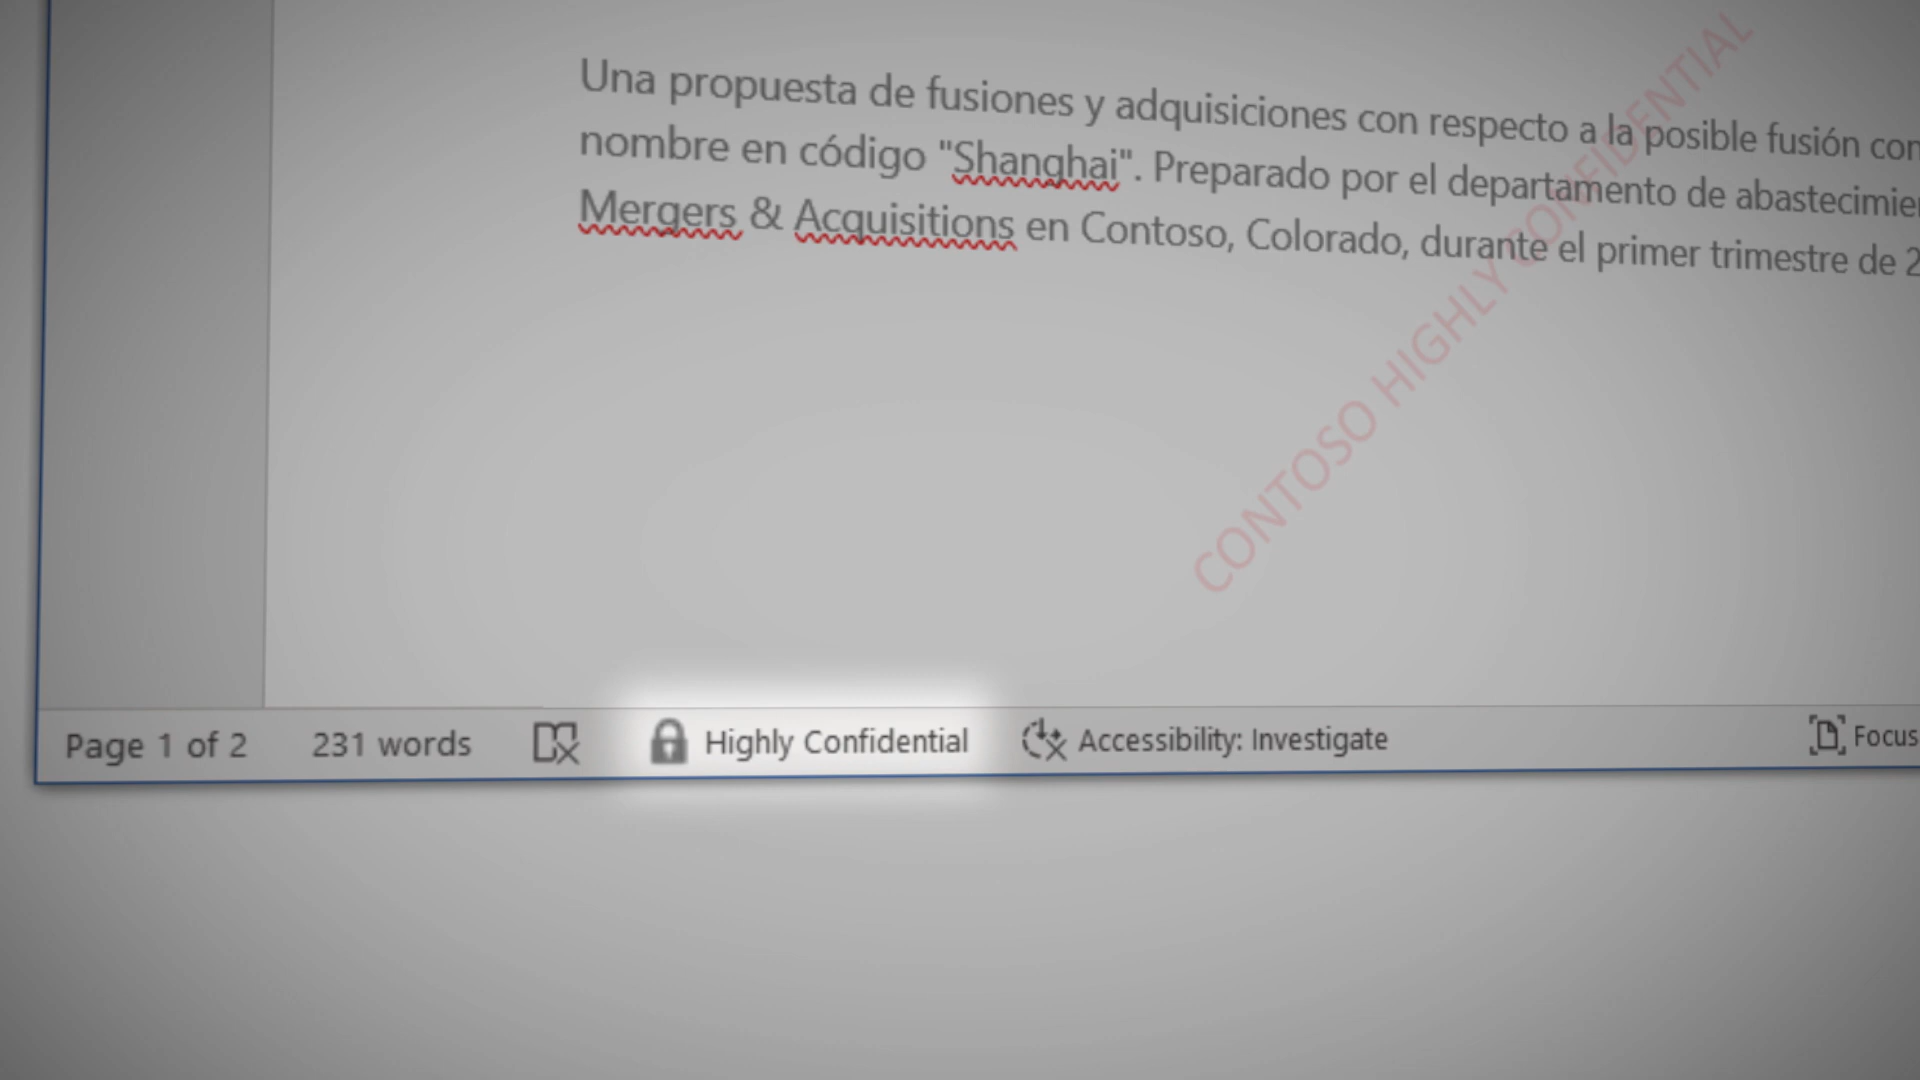 Una propuesta de fusiones y adquisiciones con respecto a la posible fusión con
nombre en código "Shanghai". Preparado por el departamento de
Mergers & Acquisitions en Contoso, Colorado, durante el primer trimestre de
CONTOSO HIGHLY CONFIDENTIAL
Page 1 of 2 231 words Highly Confidential Accessibility: Investigate Focus